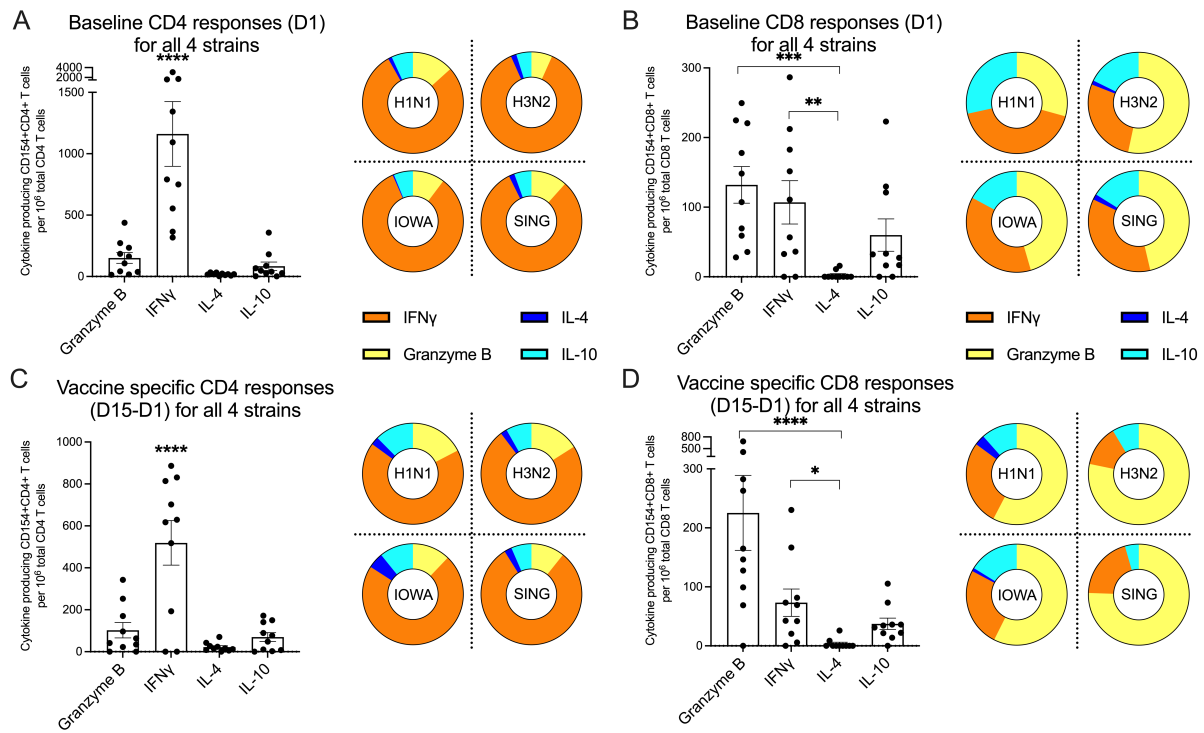 A
Baseline CD4 responses (D1)
for all 4 strains
Cytokine producing CD154+CD4+ T cells
per 10⁶ total CD4 T cells
4000
2000
1500
1000
500
0
****
Granzyme B
IFNγ
IL-4
IL-10
H1N1
H3N2
IOWA
SING
IFNγ
IL-4
Granzyme B
IL-10
B
Baseline CD8 responses (D1)
for all 4 strains
Cytokine producing CD154+CD8+ T cells
per 10⁶ total CD8 T cells
300
200
100
0
***
**
Granzyme B
IFNγ
IL-4
IL-10
H1N1
H3N2
IOWA
SING
IFNγ
IL-4
Granzyme B
IL-10
C
Vaccine specific CD4 responses
(D15-D1) for all 4 strains
Cytokine producing CD154+CD4+ T cells
per 10⁶ total CD4 T cells
1000
800
600
400
200
0
****
Granzyme B
IFNγ
IL-4
IL-10
H1N1
H3N2
IOWA
SING
D
Vaccine specific CD8 responses
(D15-D1) for all 4 strains
Cytokine producing CD154+CD8+ T cells
per 10⁶ total CD8 T cells
800
500
300
200
100
0
****
*
Granzyme B
IFNγ
IL-4
IL-10
H1N1
H3N2
IOWA
SING